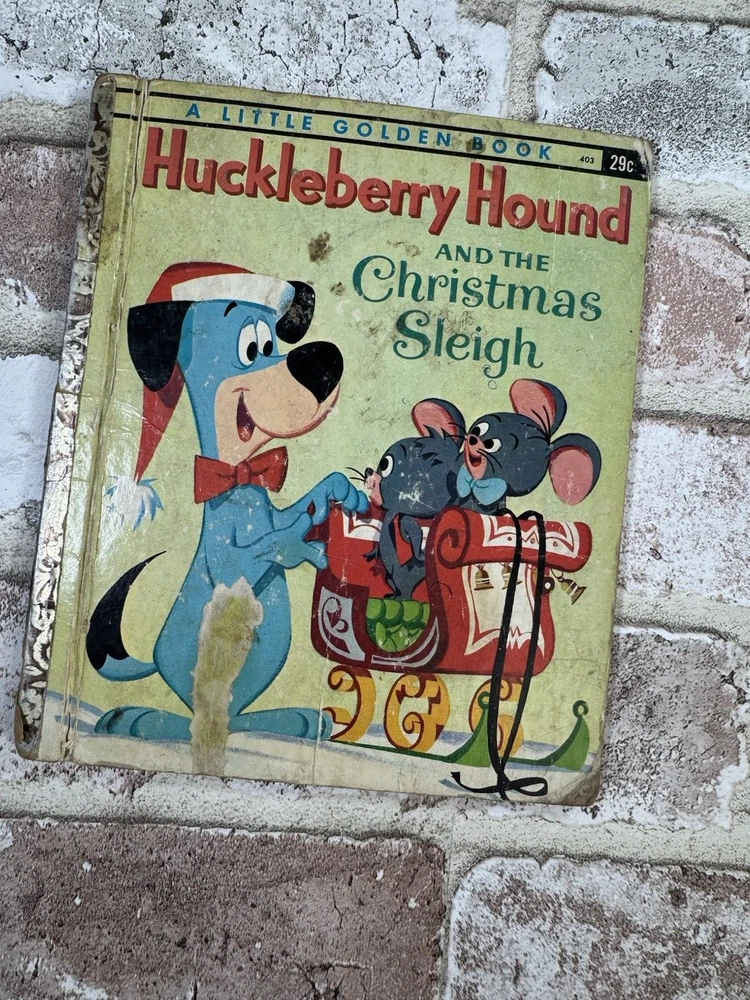 A LITTLE GOLDEN BOOK
403 29c
Huckleberry Hound
AND THE
Christmas
Sleigh